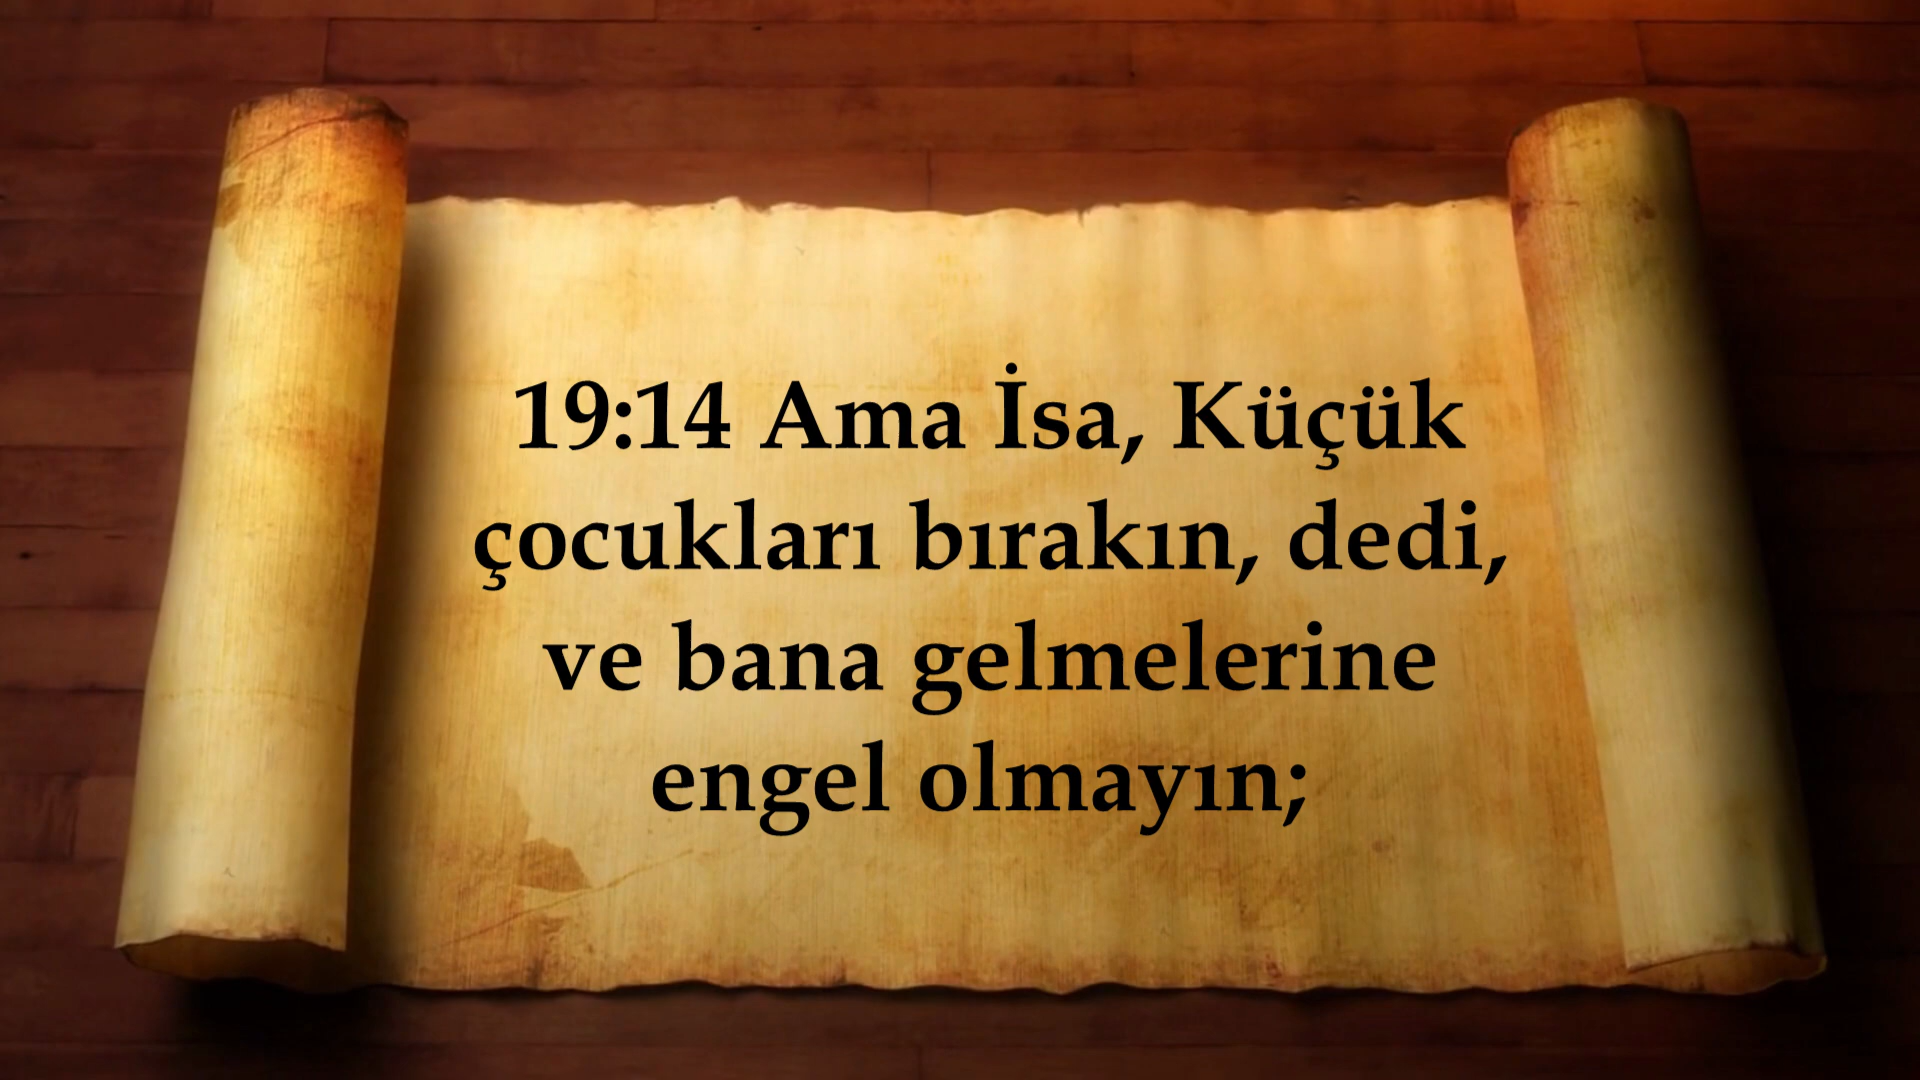 19:14 Ama İsa, Küçük
çocukları bırakın, dedi,
ve bana gelmelerine
engel olmayın;